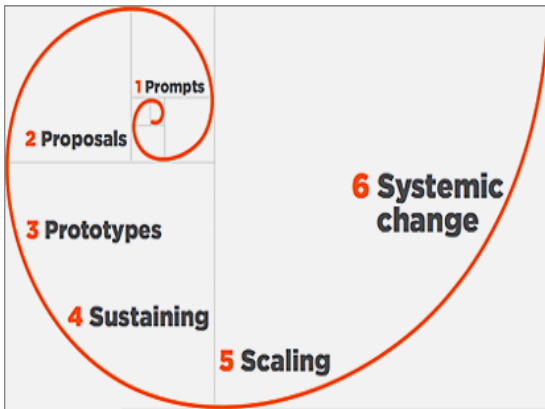 1 Prompts
2 Proposals
3 Prototypes
4 Sustaining
5 Scaling
6 Systemic
change